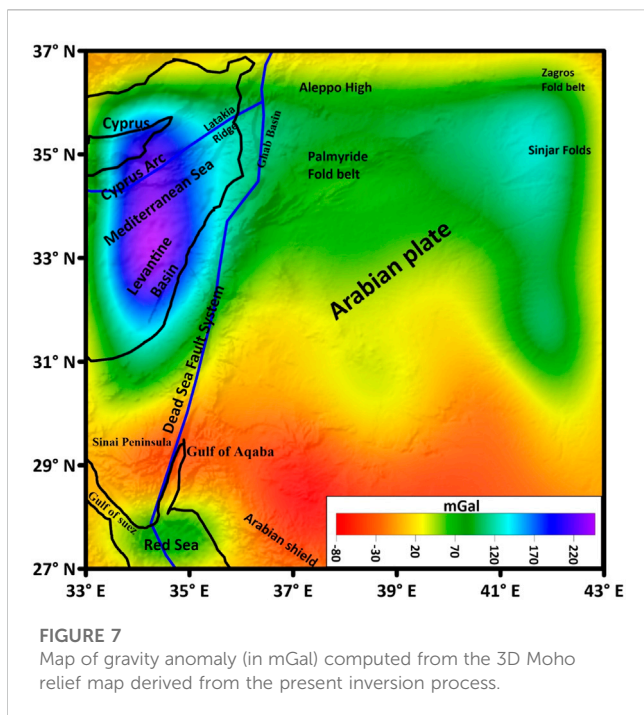 37° N
35° N
33° N
31° N
29° N
27° N
Aleppo High
Zagros
Fold belt
Cyprus
Latakia
Ridge
Ghab Basin
Palmyride
Fold belt
Sinjar Folds
Cyprus Arc
Mediterranean Sea
Levantine
Basin
Arabian plate
Dead Sea Fault System
Sinai Peninsula
Gulf of Aqaba
Gulf of suez
Red Sea
Arabian shield
mGal
-80
-30
20
70
120
170
220
33° E
35° E
37° E
39° E
41° E
43° E
FIGURE 7
Map of gravity anomaly (in mGal) computed from the 3D Moho
relief map derived from the present inversion process.